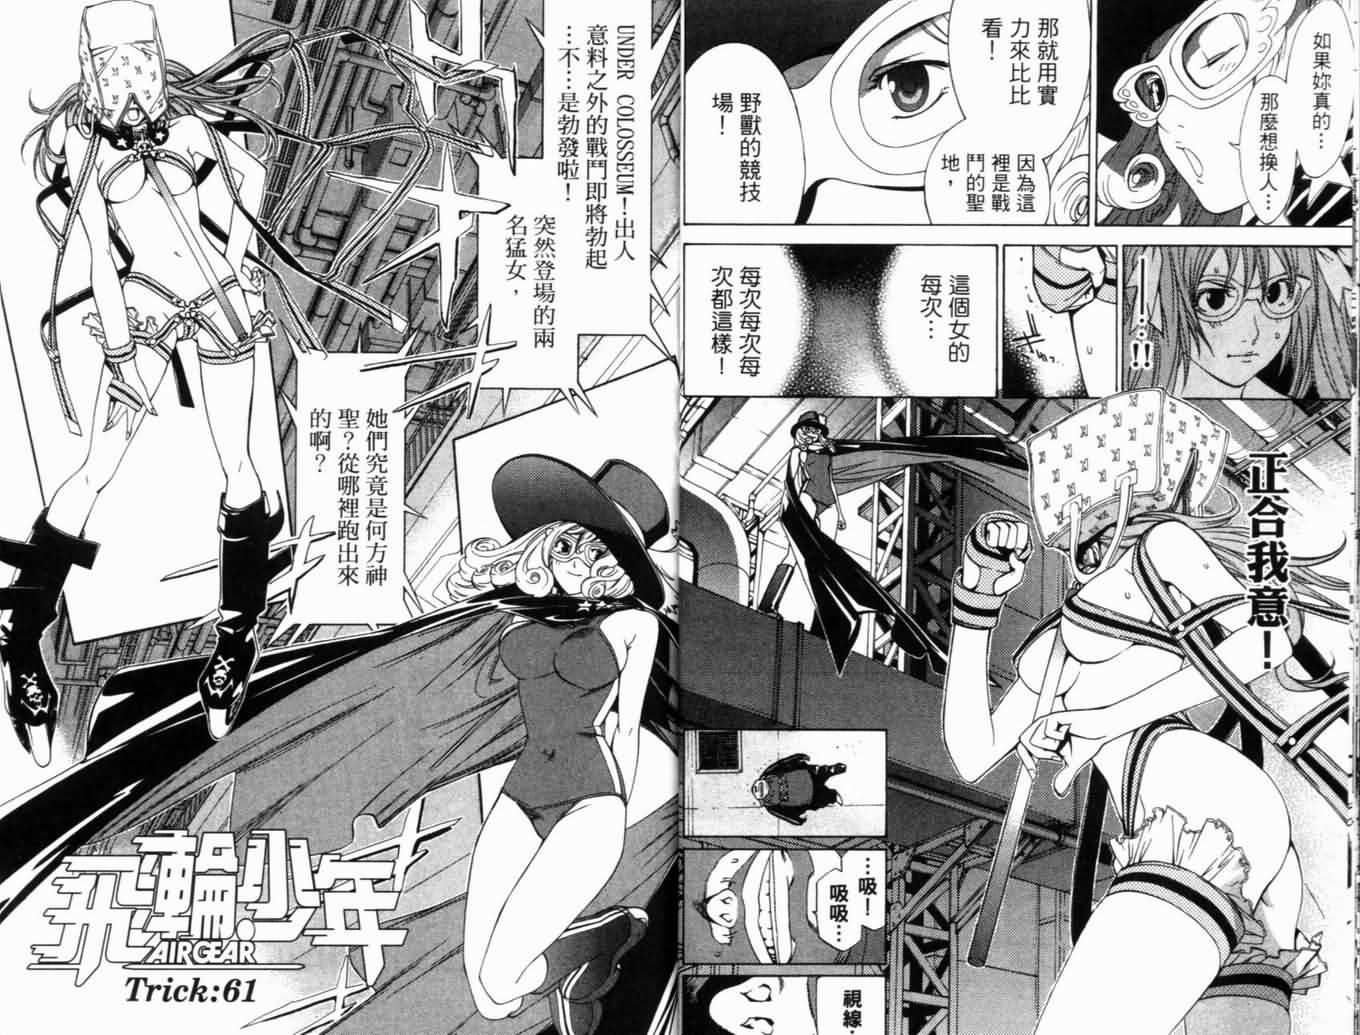 如果妳真的…
那麼想換人…
那就用實
力來比比
看！
因為這
裡是戰
鬥的聖
地，
野獸的競技
場！
…！！
這個女的
每次…
每次每次每
次都這樣！
正合我意！
…吸！
吸吸…
視線…
UNDER COLOSSEUM！出人
意料之外的戰鬥即將勃起
…不…是勃發啦！
突然登場的兩
名猛女，
她們究竟是何方神
聖？從哪裡跑出來
的啊？
飛輪少年
AIRGEAR
Trick:61